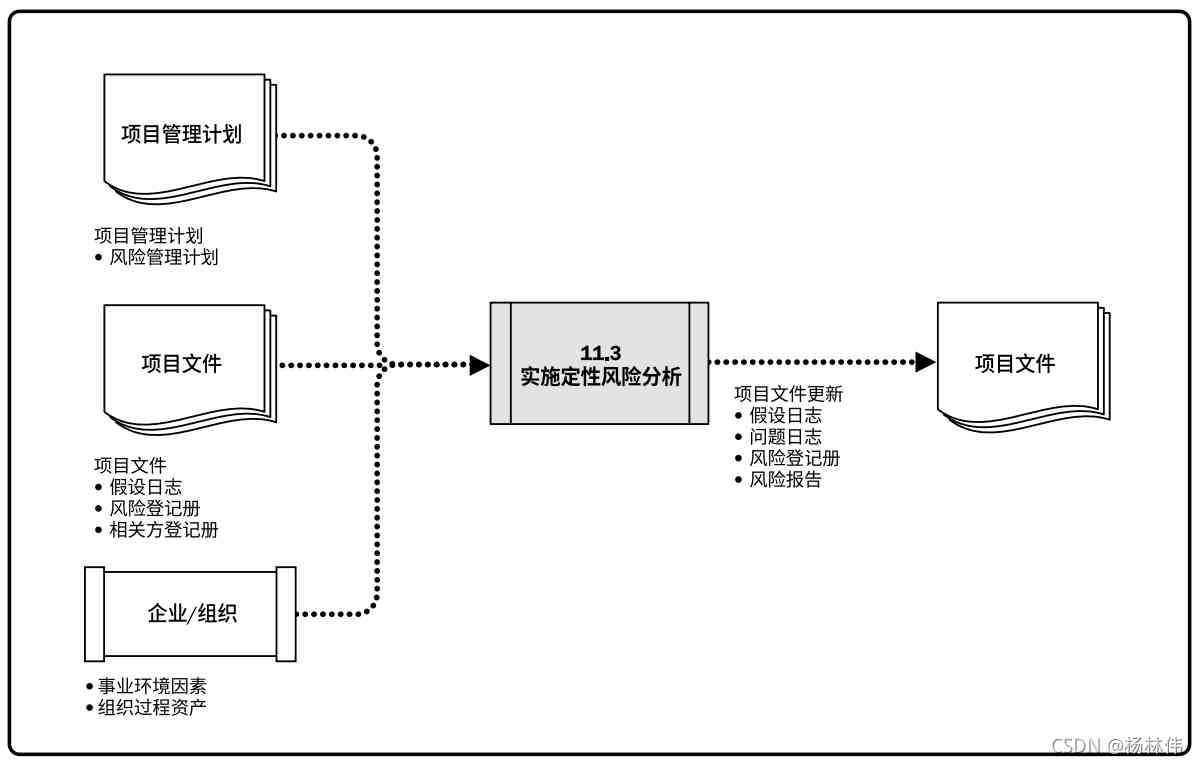 项目管理计划
项目管理计划
● 风险管理计划
项目文件
项目文件
● 假设日志
● 风险登记册
● 相关方登记册
企业/组织
● 事业环境因素
● 组织过程资产
11.3
实施定性风险分析
项目文件更新
● 假设日志
● 问题日志
● 风险登记册
● 风险报告
项目文件
CSDN @杨林伟